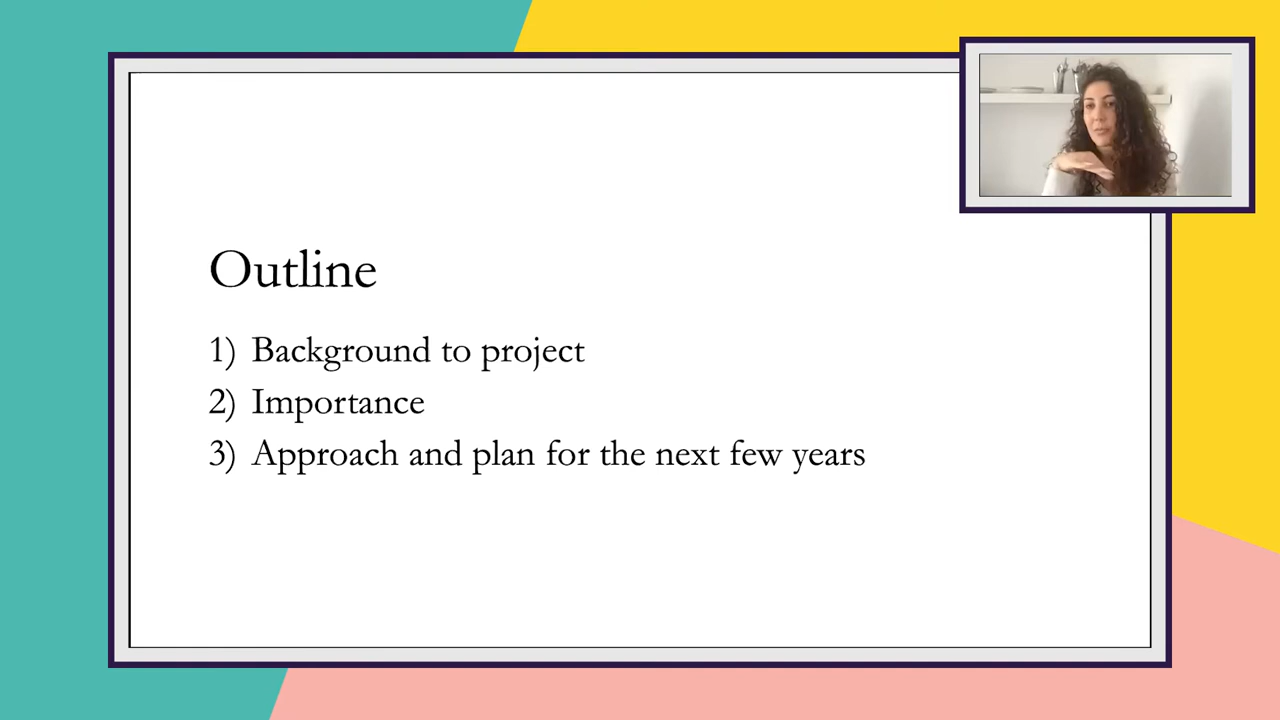 Outline
1) Background to project
2) Importance
3) Approach and plan for the next few years